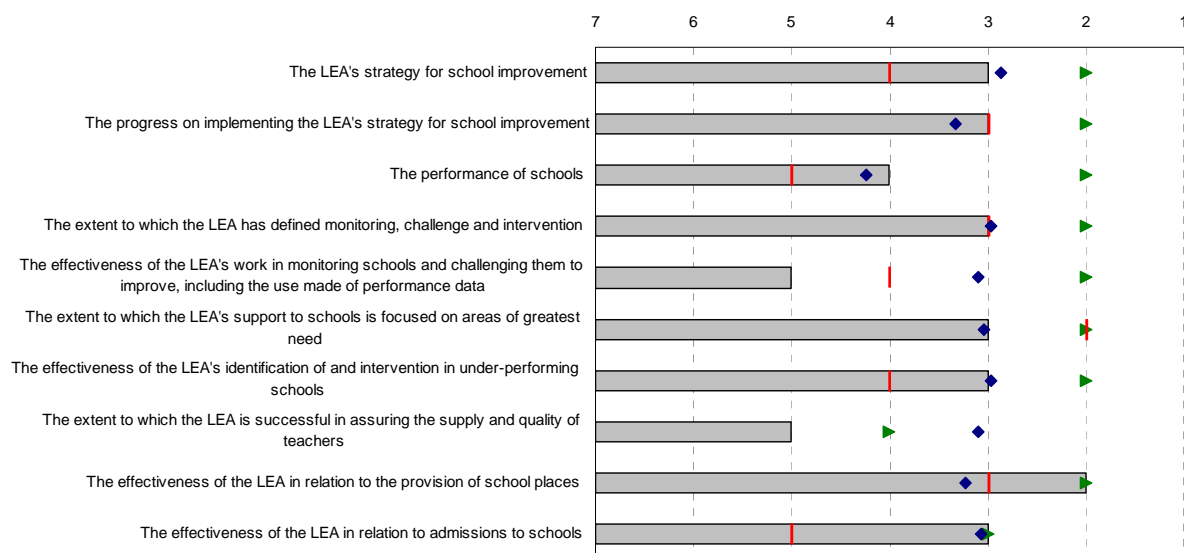 7 6 5 4 3 2 1
The LEA's strategy for school improvement
The progress on implementing the LEA's strategy for school improvement
The performance of schools
The extent to which the LEA has defined monitoring, challenge and intervention
The effectiveness of the LEA's work in monitoring schools and challenging them to
improve, including the use made of performance data
The extent to which the LEA's support to schools is focused on areas of greatest
need
The effectiveness of the LEA's identification of and intervention in under-performing
schools
The extent to which the LEA is successful in assuring the supply and quality of
teachers
The effectiveness of the LEA in relation to the provision of school places
The effectiveness of the LEA in relation to admissions to schools